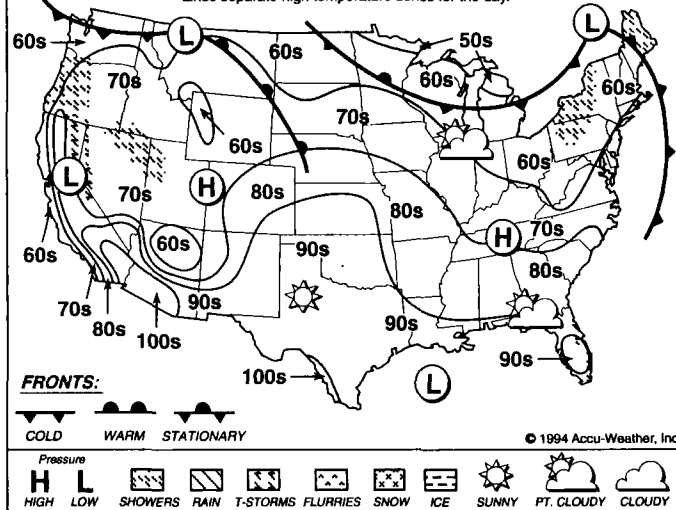 Lines separate high temperature zones for the day.
L
L
60s
60s
50s
70s
60s
60s
70s
60s
60s
L
H
80s
70s
80s
60s
H
70s
60s
90s
80s
70s
90s
90s
80s
100s
100s
L
90s
FRONTS:
COLD WARM STATIONARY
© 1994 Accu-Weather, Inc
Pressure
H L
HIGH LOW SHOWERS RAIN T-STORMS FLURRIES SNOW ICE SUNNY PT. CLOUDY CLOUDY